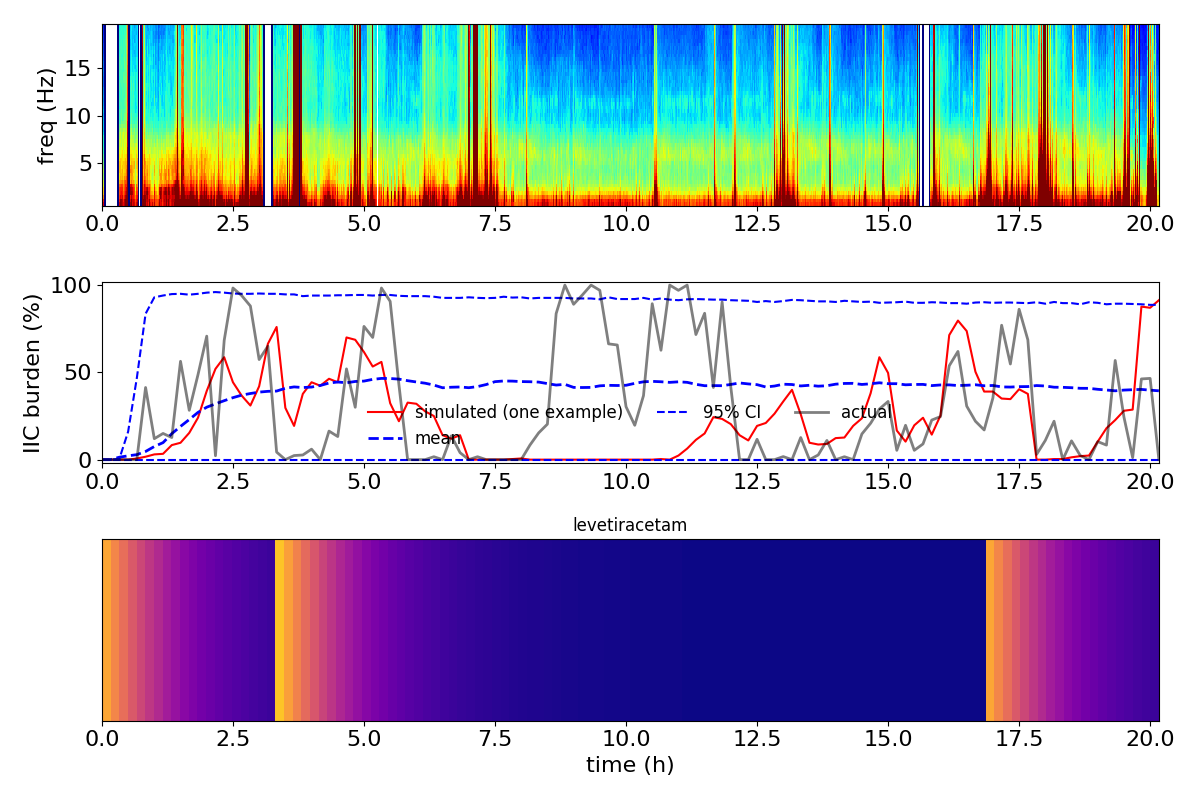 freq (Hz)
15
10
5
0.0 2.5 5.0 7.5 10.0 12.5 15.0 17.5 20.0
IIC burden (%)
100
50
0
simulated (one example) 95% CI actual
mean
0.0 2.5 5.0 7.5 10.0 12.5 15.0 17.5 20.0
levetiracetam
0.0 2.5 5.0 7.5 10.0 12.5 15.0 17.5 20.0
time (h)